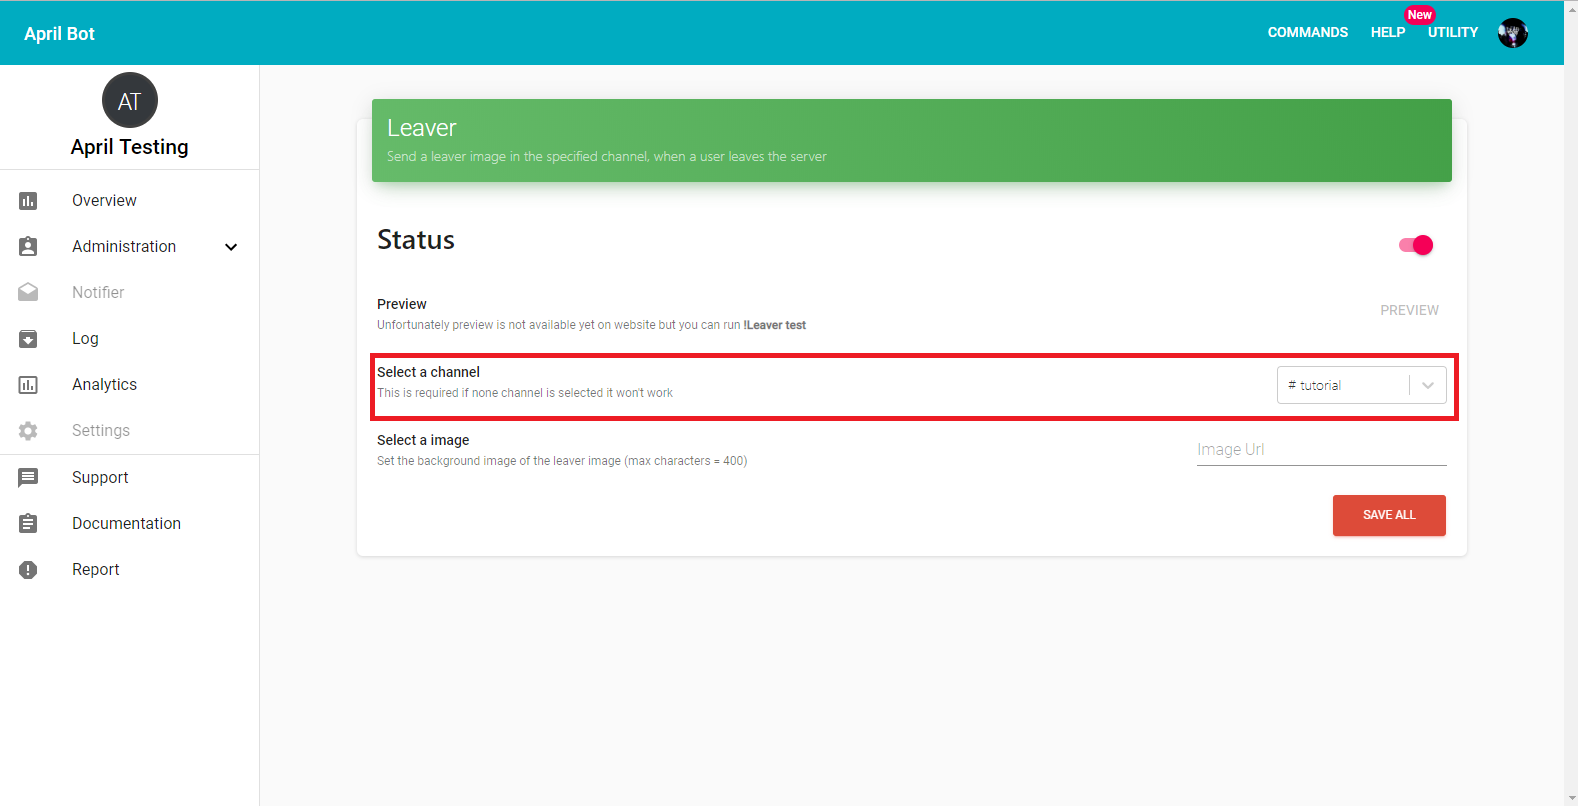 April Bot
COMMANDS
HELP
New
UTILITY
AT
April Testing
Overview
Administration
Notifier
Log
Analytics
Settings
Support
Documentation
Report
Leaver
Send a leaver image in the specified channel, when a user leaves the server
Status
Preview
Unfortunately preview is not available yet on website but you can run !Leaver test
PREVIEW
Select a channel
This is required if none channel is selected it won't work
# tutorial
Select a image
Set the background image of the leaver image (max characters = 400)
Image Url
SAVE ALL